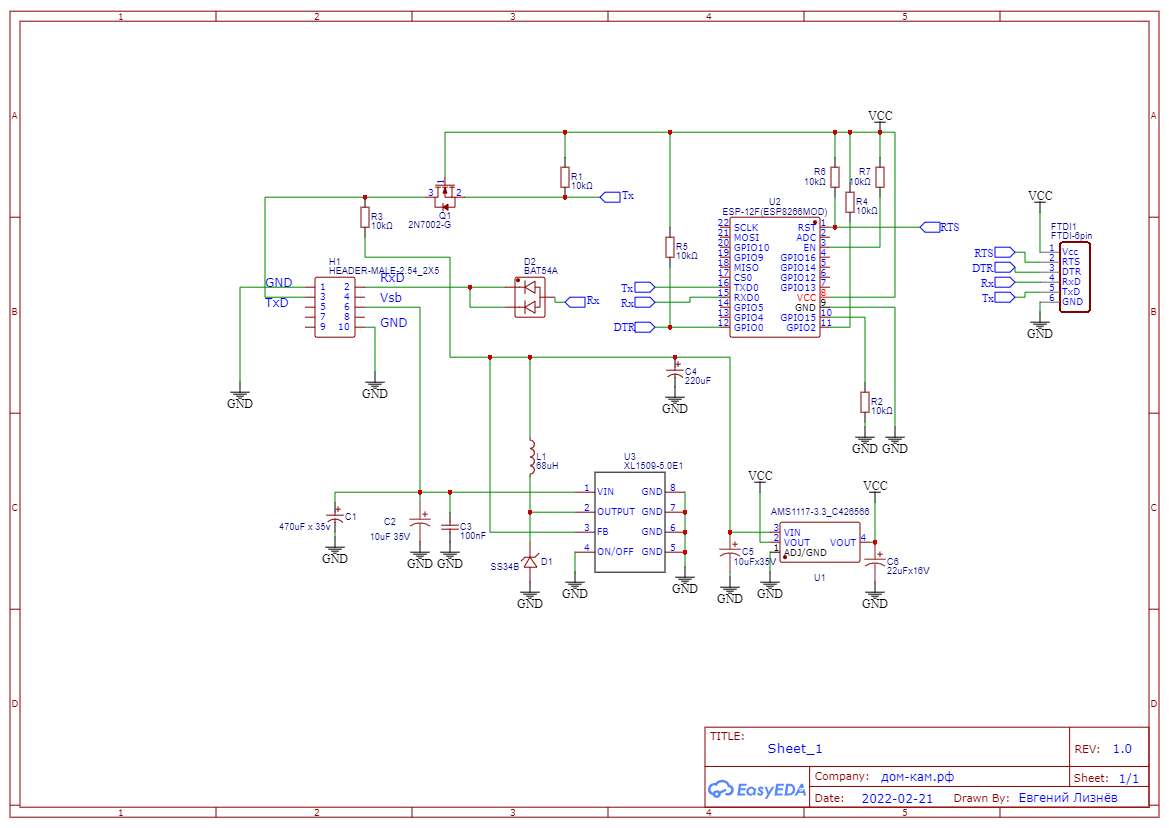 1 2 3 4 5
A A
B B
C C
D D
1 2 3 4 5
VCC
R1
10kΩ
Tx
3 1 2
Q1
2N7002-G
R3
10kΩ
R6
10kΩ
R7
10kΩ
R4
10kΩ
R5
10kΩ
U2
ESP-12F(ESP8266MOD)
22 SCLK RST 1
21 MOSI ADC 2
20 GPIO10 EN 3
19 GPIO9 GPIO16 4
18 MISO GPIO14 5
17 CS0 GPIO12 6
16 TXD0 GPIO13 7
15 RXD0 VCC 8
14 GPIO5 GND 9
13 GPIO4 GPIO15 10
12 GPIO0 GPIO2 11
RTS
Tx
Rx
DTR
VCC
FTDI1
FTDI-6pin
RTS
DTR
Rx
Tx
1 Vcc
2 RTS
3 DTR
4 RxD
5 TxD
6 GND
GND
H1
HEADER-MALE-2.54_2X5
GND
TxD
RxD
Vsb
GND
1 2
3 4
5 6
7 8
9 10
GND
GND
D2
BAT54A
Rx
C4
220uF
GND
R2
10kΩ
GND
GND
L1
68uH
U3
XL1509-5.0E1
1 VIN GND 8
2 OUTPUT GND 7
3 FB GND 6
4 ON/OFF GND 5
C1
470uF x 35v
GND
C2
10uF 35V
GND
C3
100nF
GND
SS34B
D1
GND
GND
GND
VCC
VCC
AMS1117-3.3_C426566
3 VIN
2 VOUT VOUT 4
1 ADJ/GND
U1
C5
10uFx35V
GND
GND
C6
22uFx16V
GND
TITLE:
Sheet_1
REV: 1.0
EasyEDA
Company: дом-кам.рф
Sheet: 1/1
Date: 2022-02-21 Drawn By: Евгений Лизнёв